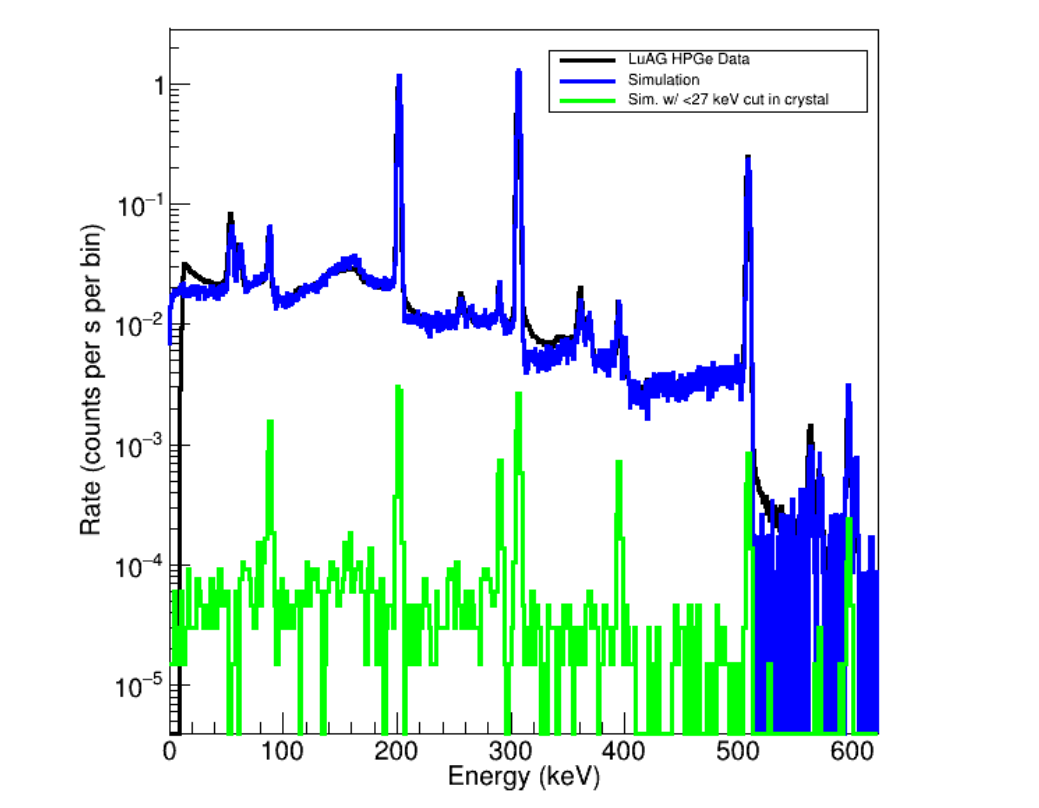 LuAG HPGe Data
Simulation
Sim. w/ <27 keV cut in crystal
Rate (counts per s per bin)
1
10⁻¹
10⁻²
10⁻³
10⁻⁴
10⁻⁵
0 100 200 300 400 500 600
Energy (keV)